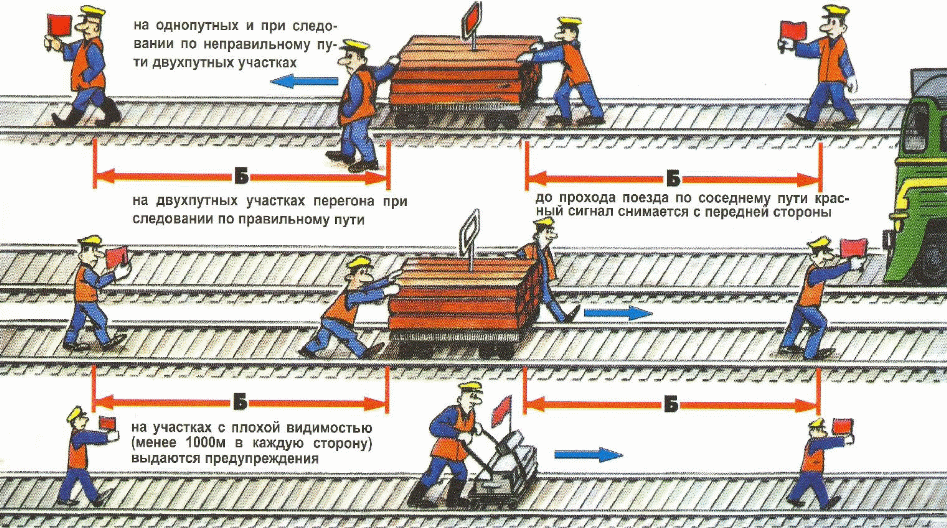 на однопутных и при следо-
вании по неправильному пу-
ти двухпутных участках
Б
Б
на двухпутных участках перегона при
следовании по правильному пути
до прохода поезда по соседнему пути крас-
ный сигнал снимается с передней стороны
Б
Б
на участках с плохой видимостью
(менее 1000м в каждую сторону)
выдаются предупреждения